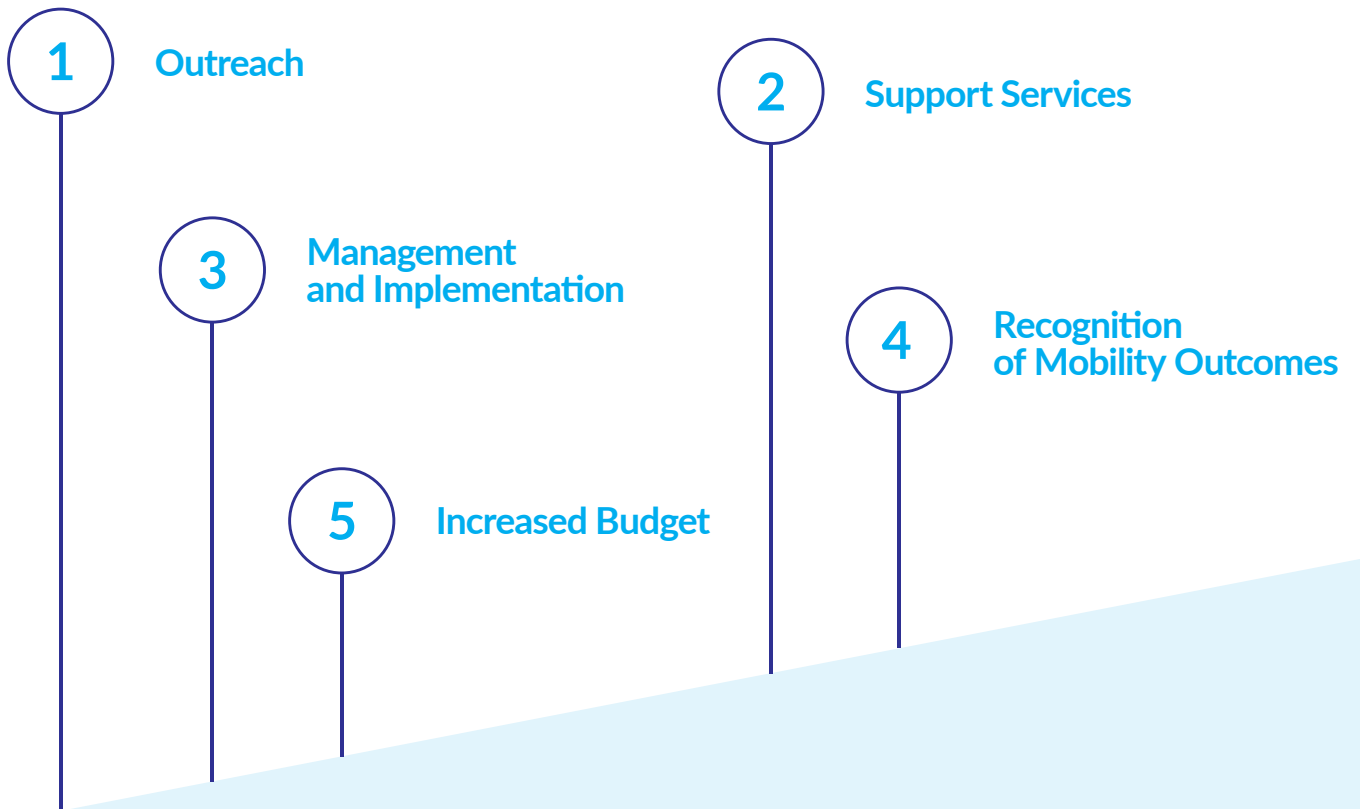 1
Outreach
2
Support Services
3
Management
and Implementation
4
Recognition
of Mobility Outcomes
5
Increased Budget